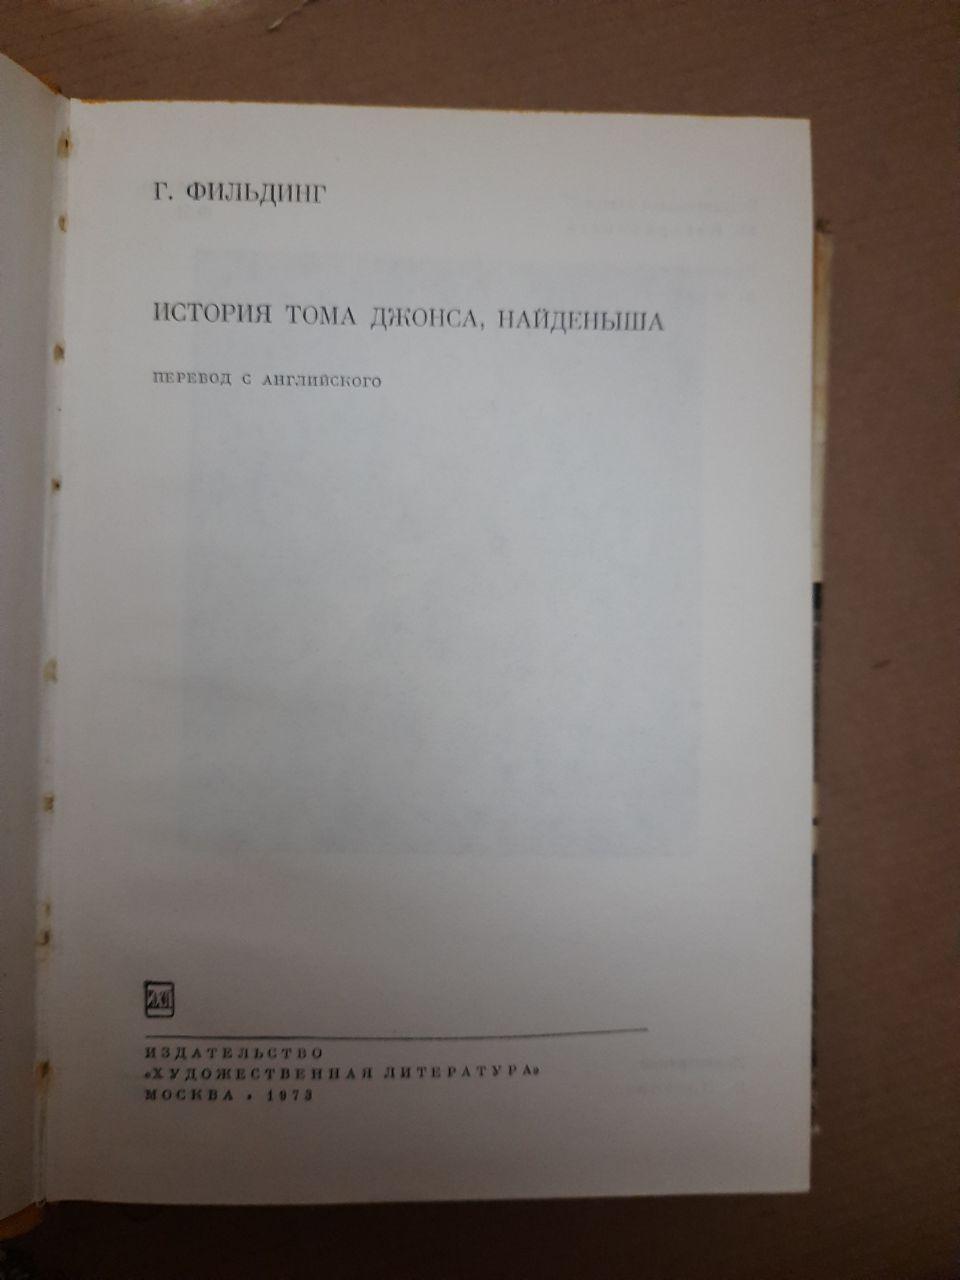 Г. ФИЛЬДИНГ
ИСТОРИЯ ТОМА ДЖОНСА, НАЙДЕНЫША
ПЕРЕВОД С АНГЛИЙСКОГО
ИЗДАТЕЛЬСТВО
«ХУДОЖЕСТВЕННАЯ ЛИТЕРАТУРА»
МОСКВА • 1973